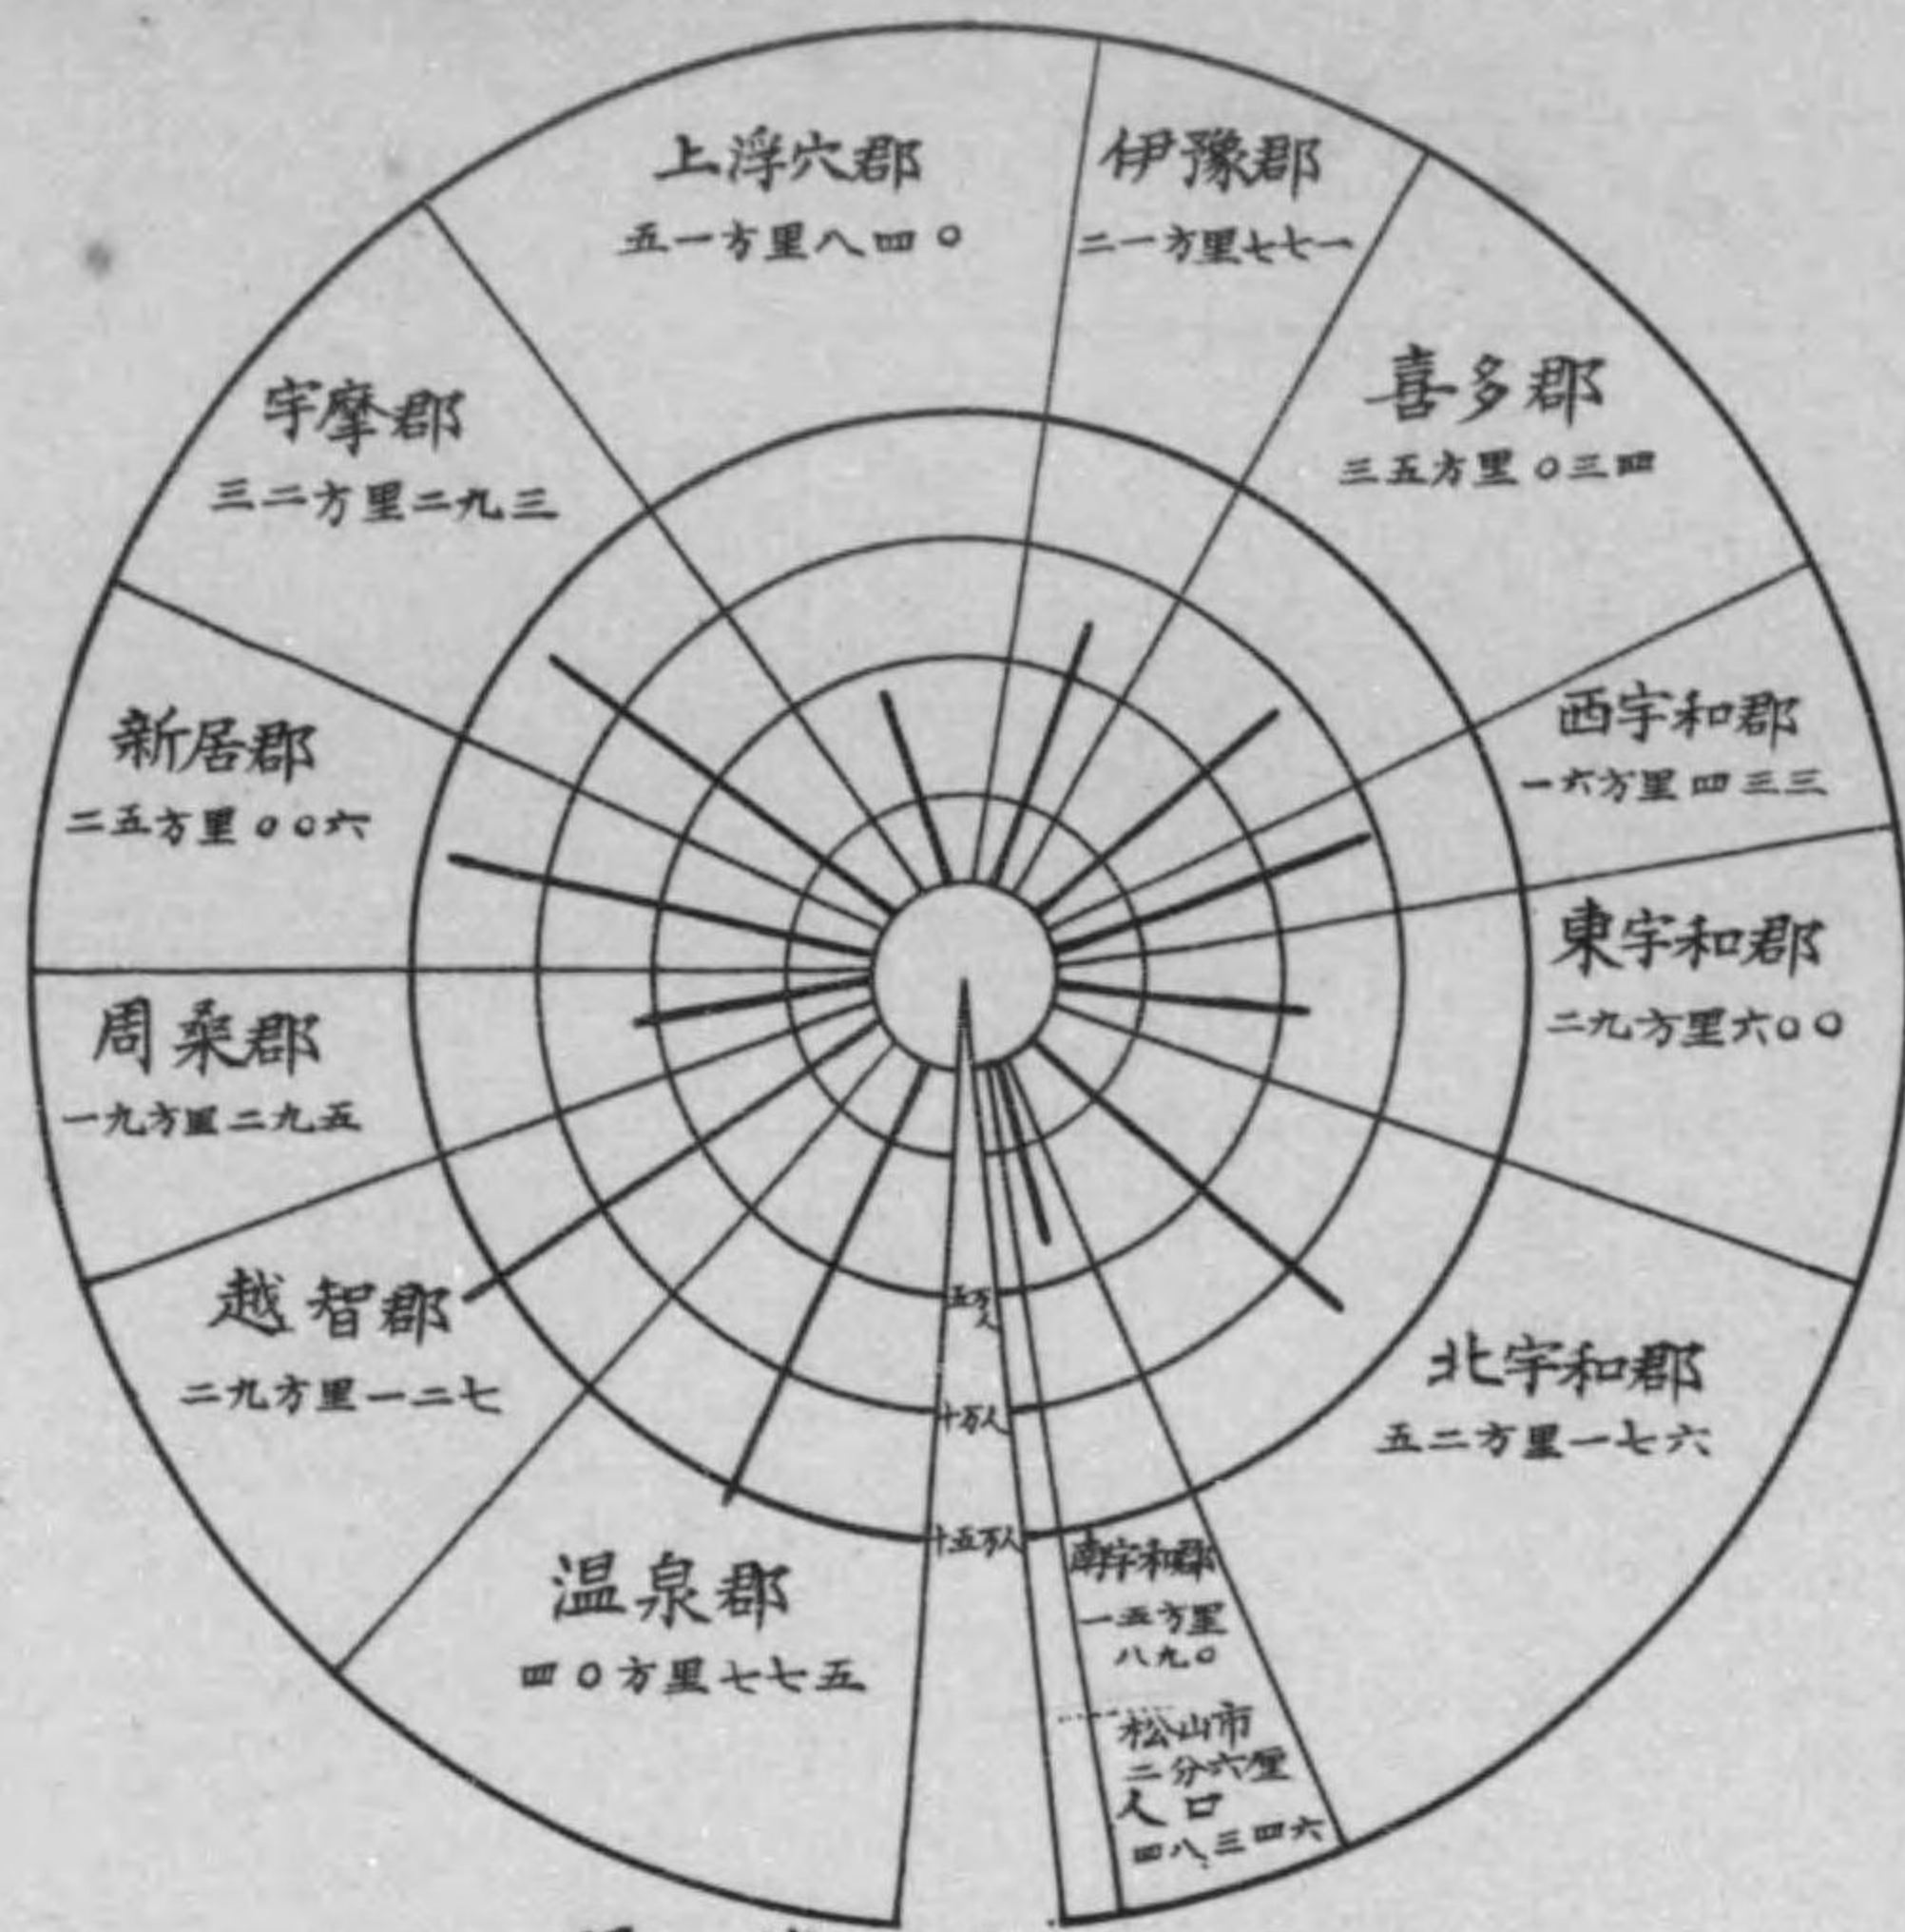 上浮穴郡
五一方里八四〇
伊豫郡
二一方里七七一
喜多郡
三五方里〇三四
西宇和郡
一六方里四三三
東宇和郡
二九方里六〇〇
北宇和郡
五二方里一七六
南宇和郡
一五方里
八九〇
松山市
二分六厘
人口
四八三四六
五万人
十万人
十五万人
温泉郡
四〇方里七七五
越智郡
二九方里一二七
周桑郡
一九方里二九五
新居郡
二五方里〇〇六
宇摩郡
三二方里二九三